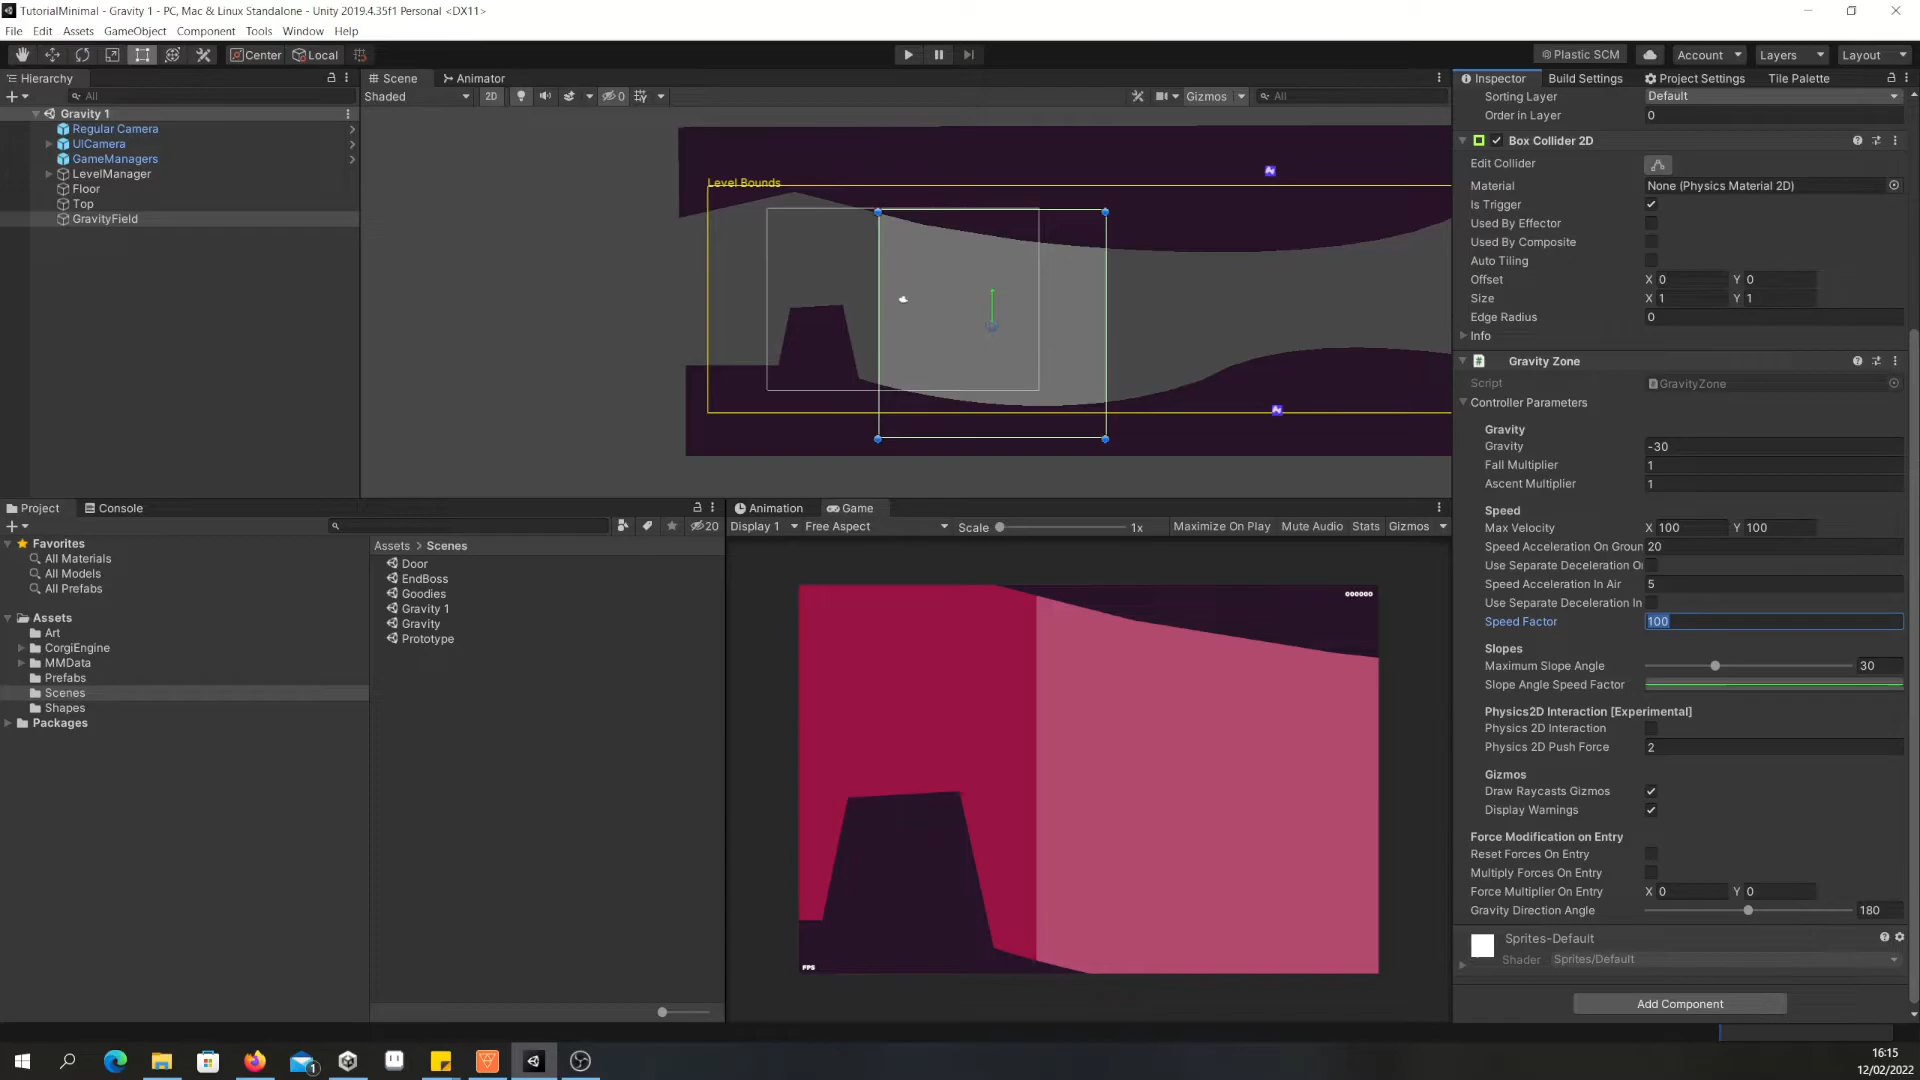 TutorialMinimal - Gravity 1 - PC, Mac & Linux Standalone - Unity 2019.4.35f1 Personal <DX11>
File Edit Assets GameObject Component Tools Window Help
Center Local Plastic SCM Account Layers Layout
Hierarchy
All
Gravity 1
Regular Camera
UICamera
GameManagers
LevelManager
Floor
Top
GravityField
Scene Animator
Shaded 2D 0 Gizmos All
Level Bounds
Project Console
20
Favorites
All Materials
All Models
All Prefabs
Assets
Art
CorgiEngine
MMData
Prefabs
Scenes
Shapes
Packages
Assets > Scenes
Door
EndBoss
Goodies
Gravity 1
Gravity
Prototype
Animation Game
Display 1 Free Aspect Scale 1x Maximize On Play Mute Audio Stats Gizmos
000000
FPS
Inspector Build Settings Project Settings Tile Palette
Sorting Layer Default
Order in Layer 0
Box Collider 2D
Edit Collider
Material None (Physics Material 2D)
Is Trigger
Used By Effector
Used By Composite
Auto Tiling
Offset X 0 Y 0
Size X 1 Y 1
Edge Radius 0
Info
Gravity Zone
Script GravityZone
Controller Parameters
Gravity
Gravity -30
Fall Multiplier 1
Ascent Multiplier 1
Speed
Max Velocity X 100 Y 100
Speed Acceleration On Groun 20
Use Separate Deceleration O
Speed Acceleration In Air 5
Use Separate Deceleration In
Speed Factor 100
Slopes
Maximum Slope Angle 30
Slope Angle Speed Factor
Physics2D Interaction [Experimental]
Physics 2D Interaction
Physics 2D Push Force 2
Gizmos
Draw Raycasts Gizmos
Display Warnings
Force Modification on Entry
Reset Forces On Entry
Multiply Forces On Entry
Force Multiplier On Entry X 0 Y 0
Gravity Direction Angle 180
Sprites-Default
Shader Sprites/Default
Add Component
1
16:15
12/02/2022